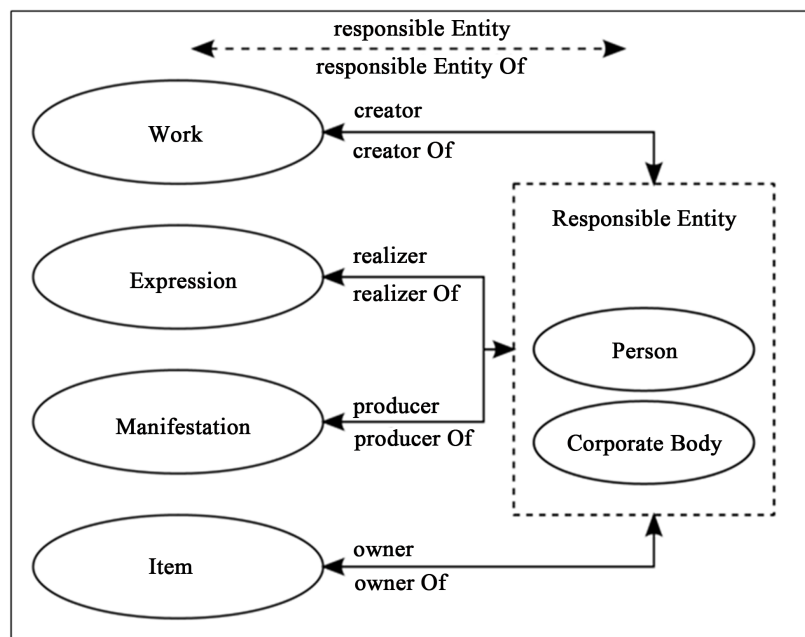 responsible Entity
responsible Entity Of
Work
creator
creator Of
Responsible Entity
Expression
realizer
realizer Of
Person
Manifestation
producer
producer Of
Corporate Body
Item
owner
owner Of